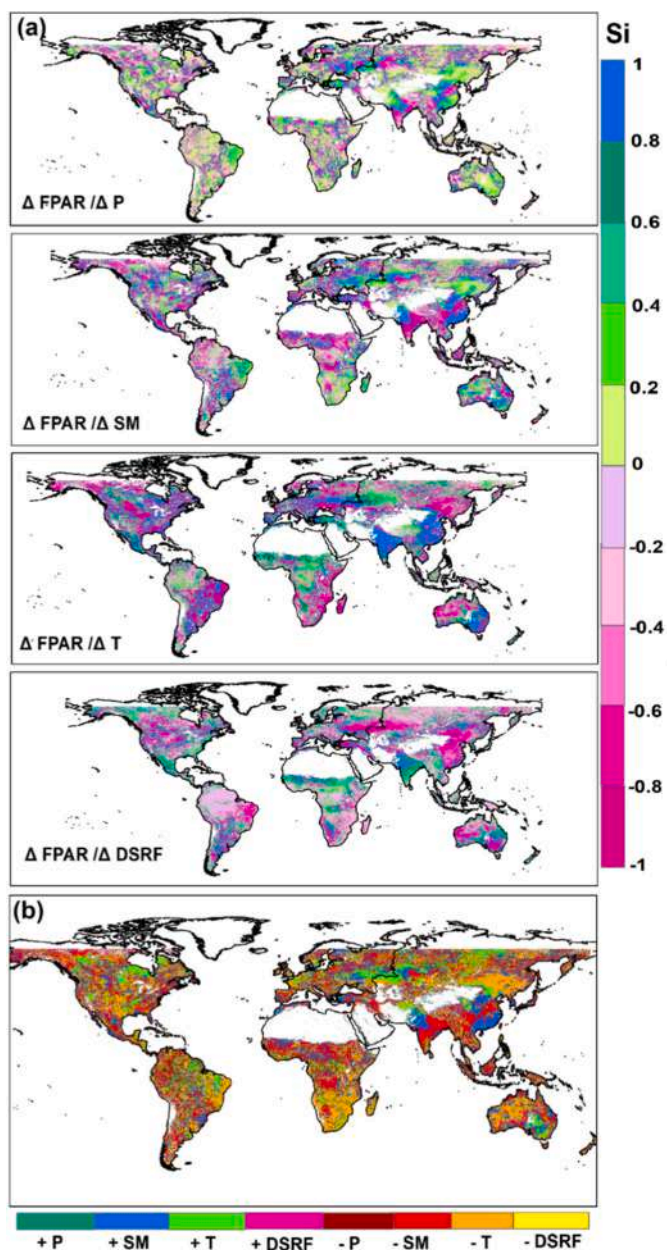 (a)
Si
1
0.8
0.6
0.4
0.2
0
-0.2
-0.4
-0.6
-0.8
-1
Δ FPAR /Δ P
Δ FPAR /Δ SM
Δ FPAR /Δ T
Δ FPAR /Δ DSRF
(b)
+ P + SM + T + DSRF - P - SM - T - DSRF